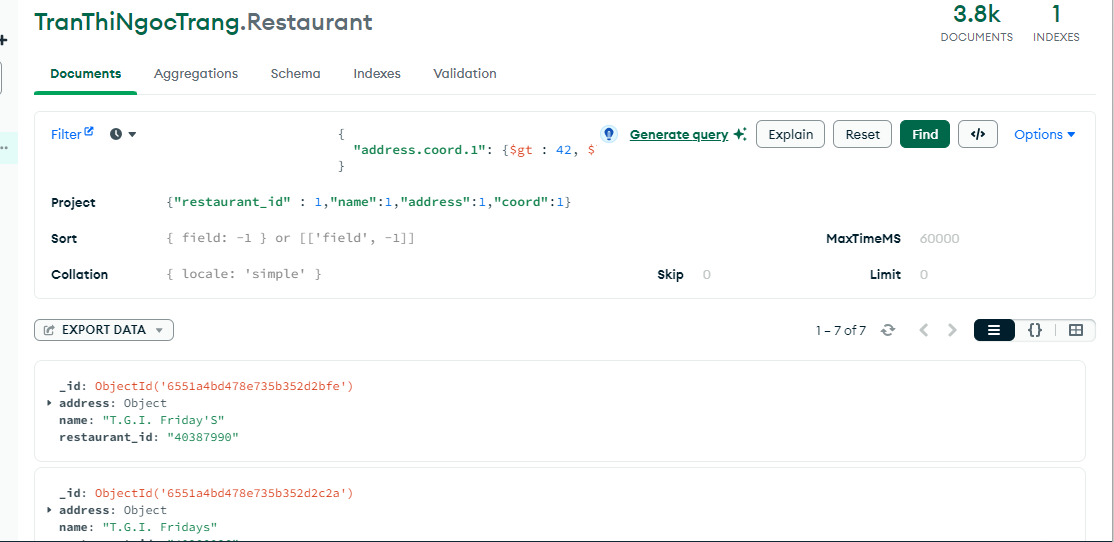 TranThiNgocTrang.Restaurant
3.8k
DOCUMENTS
1
INDEXES
Documents
Aggregations
Schema
Indexes
Validation
Filter
{
"address.coord.1": {$gt : 42, $
}
Generate query
Explain
Reset
Find
</>
Options
Project
{"restaurant_id" : 1,"name":1,"address":1,"coord":1}
Sort
{ field: -1 } or [['field', -1]]
MaxTimeMS
60000
Collation
{ locale: 'simple' }
Skip
0
Limit
0
EXPORT DATA
1 – 7 of 7
{}
_id: ObjectId('6551a4bd478e735b352d2bfe')
address: Object
name: "T.G.I. Friday'S"
restaurant_id: "40387990"
_id: ObjectId('6551a4bd478e735b352d2c2a')
address: Object
name: "T.G.I. Fridays"